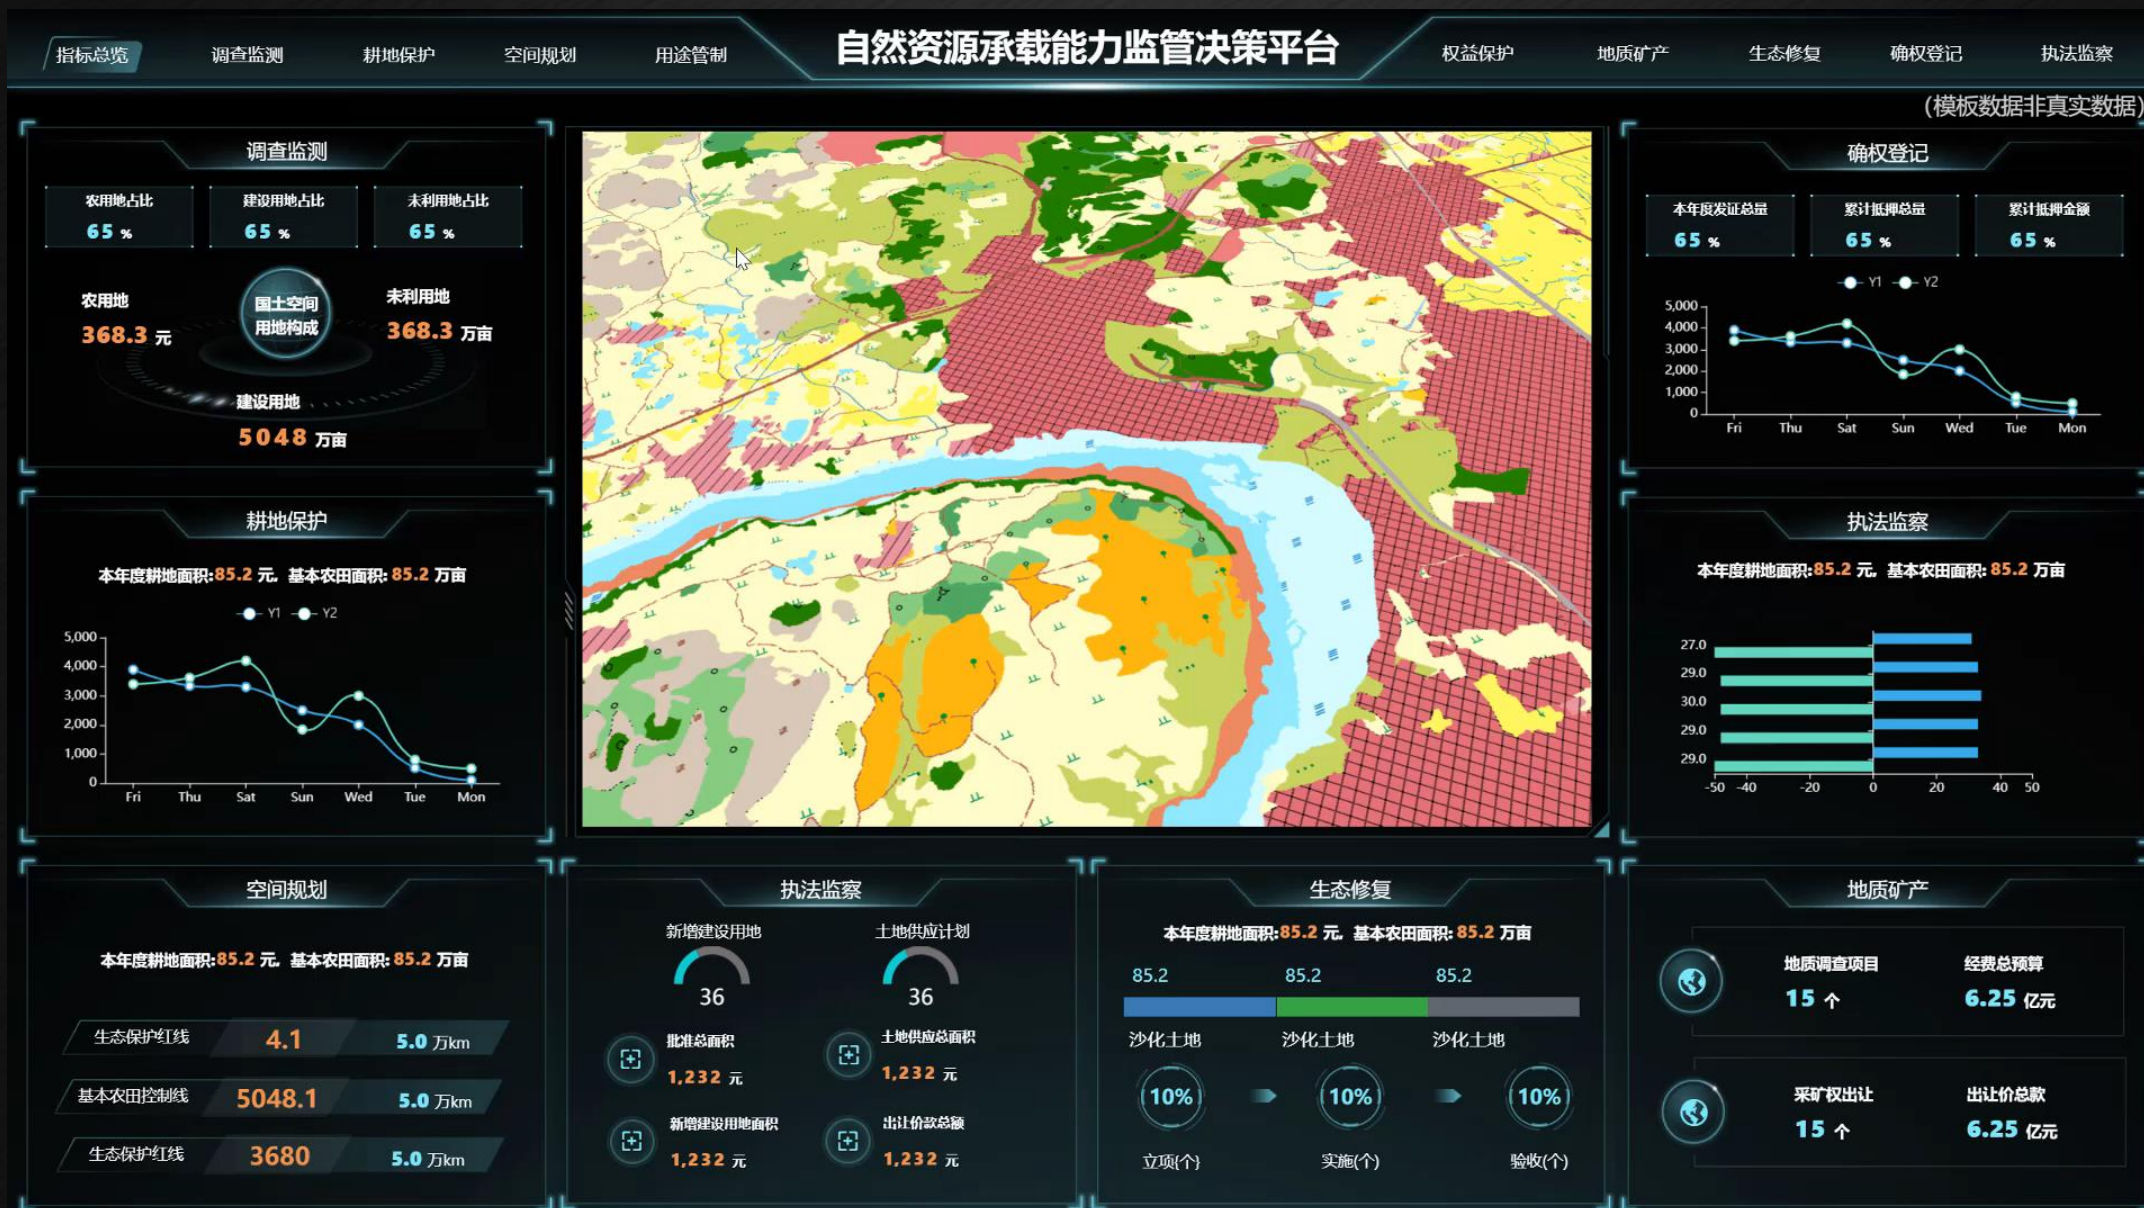 指标总览 调查监测 耕地保护 空间规划 用途管制 自然资源承载能力监管决策平台 权益保护 地质矿产 生态修复 确权登记 执法监察
(模板数据非真实数据)
调查监测
农用地占比 建设用地占比 未利用地占比
65 % 65 % 65 %
农用地
368.3 元
国土空间
用地构成
未利用地
368.3 万亩
建设用地
5048 万亩
耕地保护
本年度耕地面积:85.2 元, 基本农田面积: 85.2 万亩
Y1 Y2
5,000
4,000
3,000
2,000
1,000
0
Fri Thu Sat Sun Wed Tue Mon
确权登记
本年度发证总量 累计抵押总量 累计抵押金额
65 % 65 % 65 %
Y1 Y2
5,000
4,000
3,000
2,000
1,000
0
Fri Thu Sat Sun Wed Tue Mon
执法监察
本年度耕地面积:85.2 元, 基本农田面积: 85.2 万亩
27.0
29.0
30.0
29.0
29.0
-50 -40 -20 0 20 40 50
空间规划
本年度耕地面积:85.2 元, 基本农田面积: 85.2 万亩
生态保护红线 4.1 5.0 万km
基本农田控制线 5048.1 5.0 万km
生态保护红线 3680 5.0 万km
执法监察
新增建设用地 土地供应计划
36 36
批准总面积 土地供应总面积
1,232 元 1,232 元
新增建设用地面积 出让价款总额
1,232 元 1,232 元
生态修复
本年度耕地面积:85.2 元, 基本农田面积: 85.2 万亩
85.2 85.2 85.2
沙化土地 沙化土地 沙化土地
10% 10% 10%
立项(个) 实施(个) 验收(个)
地质矿产
地质调查项目 经费总预算
15 个 6.25 亿元
采矿权出让 出让价总款
15 个 6.25 亿元